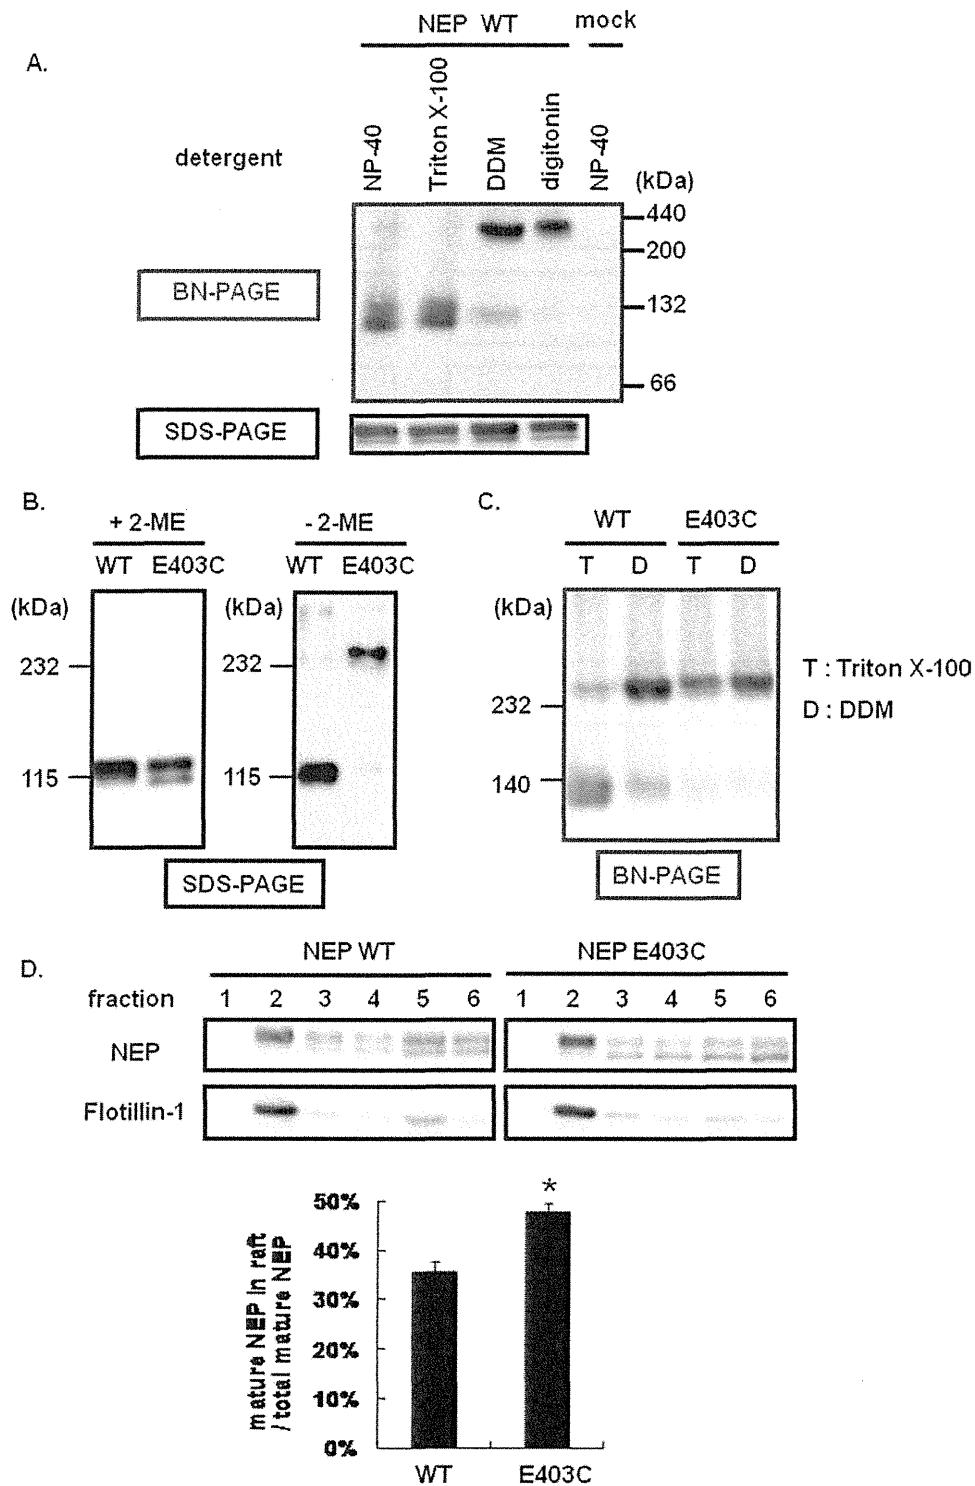 NEP WT mock
A.
detergent NP-40 Triton X-100 DDM digitonin NP-40 (kDa)
440
200
BN-PAGE
132
66
SDS-PAGE
B.
+ 2-ME - 2-ME
WT E403C WT E403C
(kDa) (kDa)
232 232
115 115
SDS-PAGE
C.
WT E403C
T D T D
(kDa)
232
140
T : Triton X-100
D : DDM
BN-PAGE
D.
NEP WT NEP E403C
fraction 1 2 3 4 5 6 1 2 3 4 5 6
NEP
Flotillin-1
mature NEP in raft
/total mature NEP
50%
40%
30%
20%
10%
0%
*
WT E403C